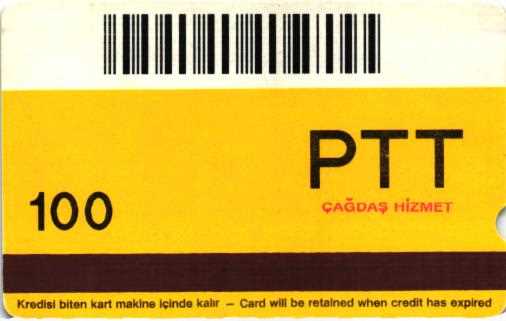 PTT
ÇAĞDAŞ HİZMET
100
Kredisi biten kart makine içinde kalır – Card will be retained when credit has expired